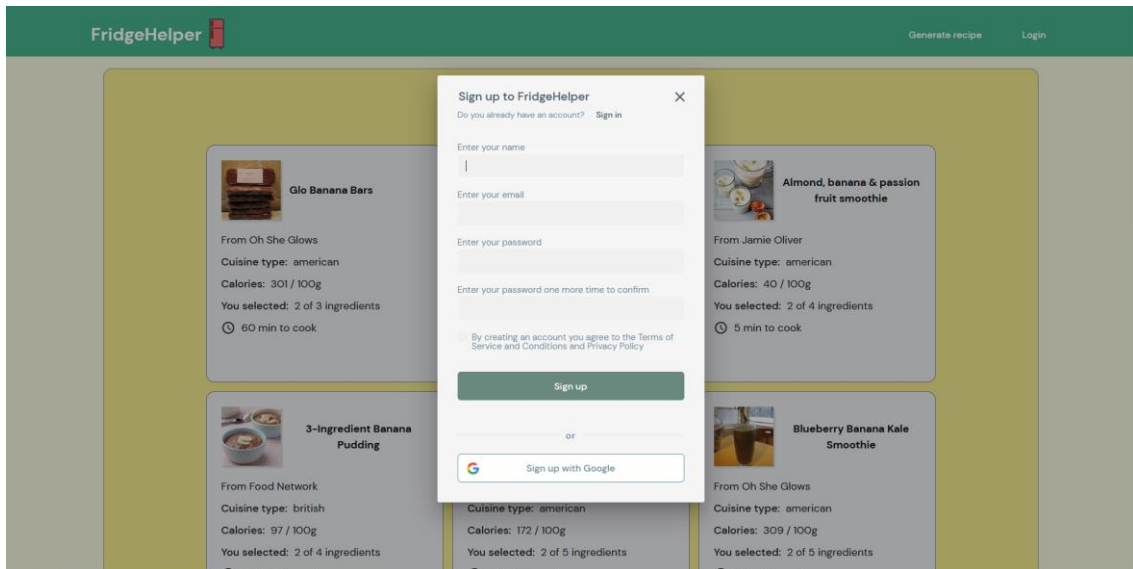 FridgeHelper
Generate recipe
Login
Sign up to FridgeHelper
Do you already have an account? Sign in
Enter your name
Enter your email
Enter your password
Enter your password one more time to confirm
By creating an account you agree to the Terms of
Service and Conditions and Privacy Policy
Sign up
or
Sign up with Google
Glo Banana Bars
From Oh She Glows
Cuisine type: american
Calories: 301 / 100g
You selected: 2 of 3 ingredients
60 min to cook
Almond, banana & passion
fruit smoothie
From Jamie Oliver
Cuisine type: american
Calories: 40 / 100g
You selected: 2 of 4 ingredients
5 min to cook
3-Ingredient Banana
Pudding
From Food Network
Cuisine type: british
Calories: 97 / 100g
You selected: 2 of 4 ingredients
Cuisine type: american
Calories: 172 / 100g
You selected: 2 of 5 ingredients
Blueberry Banana Kale
Smoothie
From Oh She Glows
Cuisine type: american
Calories: 309 / 100g
You selected: 2 of 5 ingredients